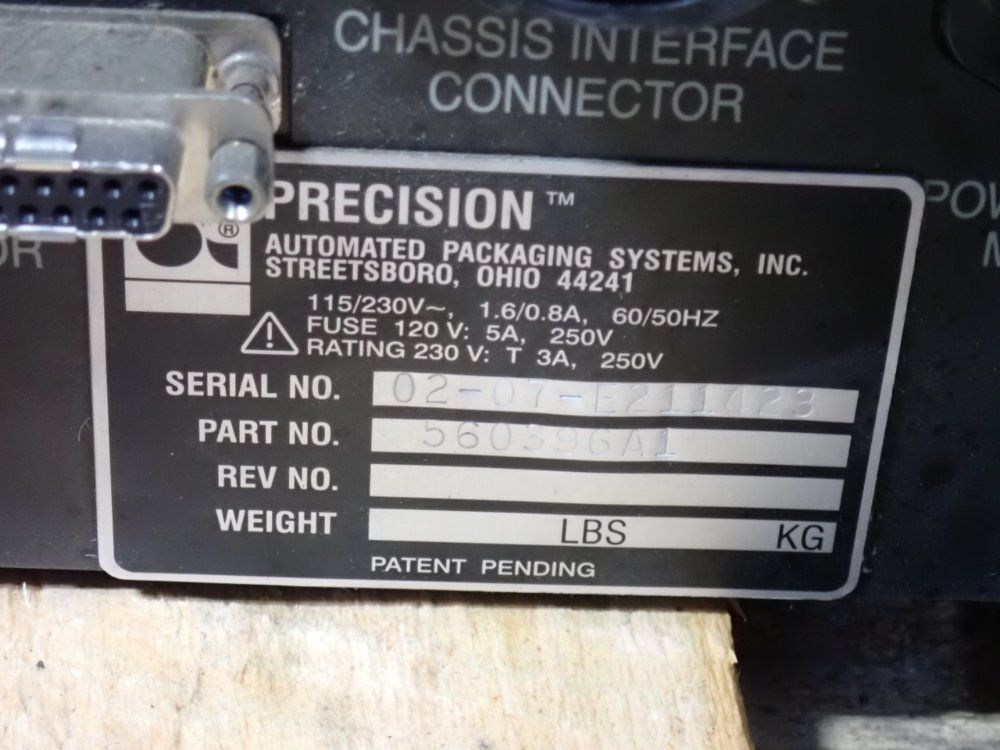 CHASSIS INTERFACE
CONNECTOR
PRECISION ™
®
AUTOMATED PACKAGING SYSTEMS, INC.
STREETSBORO, OHIO 44241
115/230V~, 1.6/0.8A, 60/50HZ
FUSE 120 V: 5A, 250V
RATING 230 V: T 3A, 250V
SERIAL NO. 02-07-E211423
PART NO. 560396A1
REV NO.
WEIGHT LBS KG
PATENT PENDING